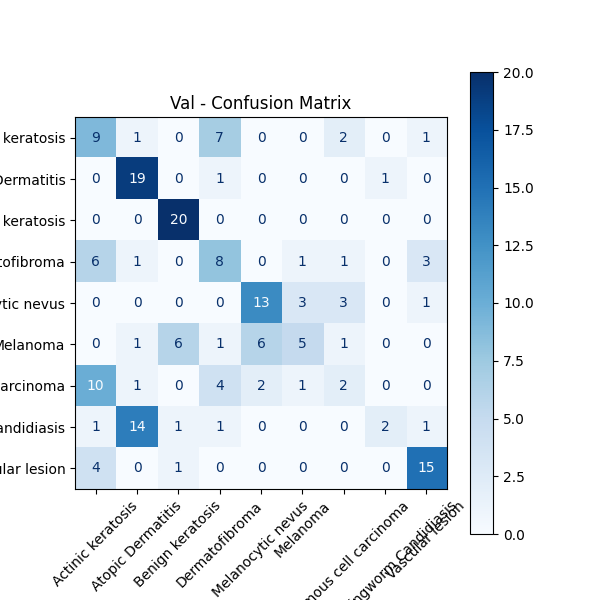 Val - Confusion Matrix
keratosis 9 1 0 7 0 0 2 0 1
Dermatitis 0 19 0 1 0 0 0 1 0
keratosis 0 0 20 0 0 0 0 0 0
tofibroma 6 1 0 8 0 1 1 0 3
tic nevus 0 0 0 0 13 3 3 0 1
Melanoma 0 1 6 1 6 5 1 0 0
arcinoma 10 1 0 4 2 1 2 0 0
andidiasis 1 14 1 1 0 0 0 2 1
ular lesion 4 0 1 0 0 0 0 0 15
Actinic keratosis
Atopic Dermatitis
Benign keratosis
Dermatofibroma
Melanocytic nevus
Melanoma
mous cell carcinoma
ngworm Candidiasis
Vascular lesion
20.0
17.5
15.0
12.5
10.0
7.5
5.0
2.5
0.0